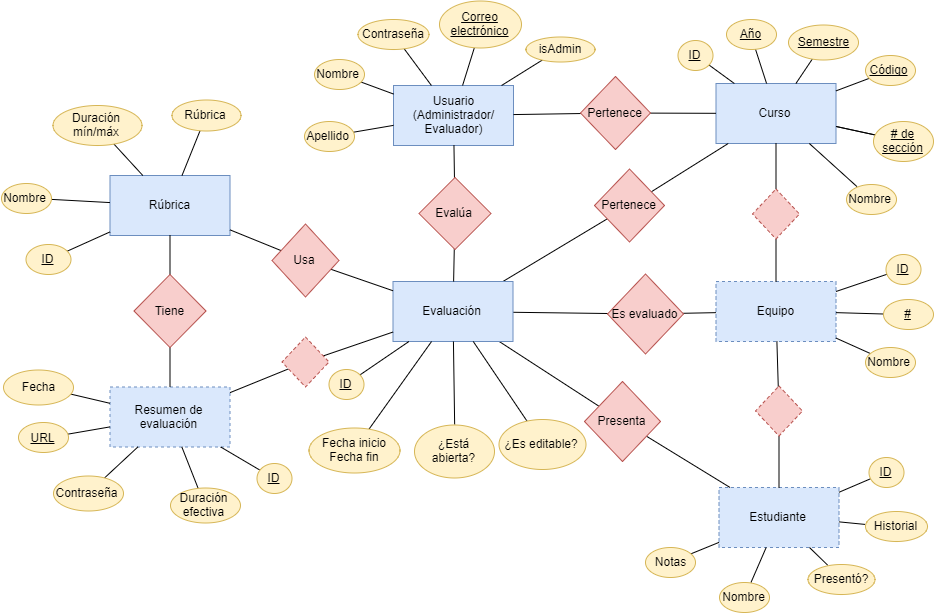 Correo
electrónico
Contraseña
isAdmin
Nombre
Apellido
Usuario
(Administrador/
Evaluador)
Pertenece
ID
Año
Semestre
Código
# de
sección
Nombre
Curso
Duración
mín/máx
Rúbrica
Nombre
ID
Rúbrica
Evalúa
Pertenece
Usa
Tiene
Evaluación
Es evaluado
Equipo
ID
#
Nombre
Fecha
URL
Contraseña
Duración
efectiva
ID
Resumen de
evaluación
ID
Fecha inicio
Fecha fin
¿Está
abierta?
¿Es editable?
Presenta
Estudiante
ID
Historial
Presentó?
Nombre
Notas